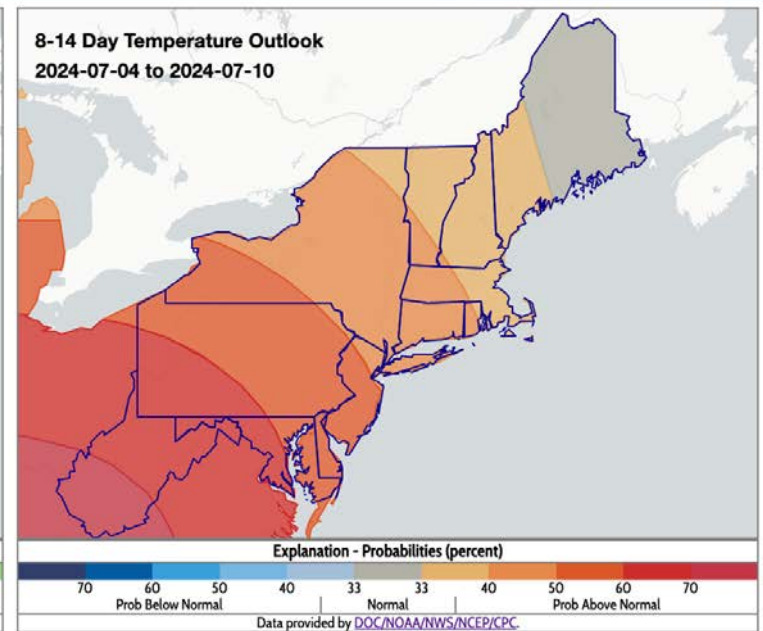 8-14 Day Temperature Outlook
2024-07-04 to 2024-07-10
Explanation - Probabilities (percent)
70 60 50 40 33 33 40 50 60 70
Prob Below Normal | Normal | Prob Above Normal
Data provided by DOC/NOAA/NWS/NCEP/CPC.